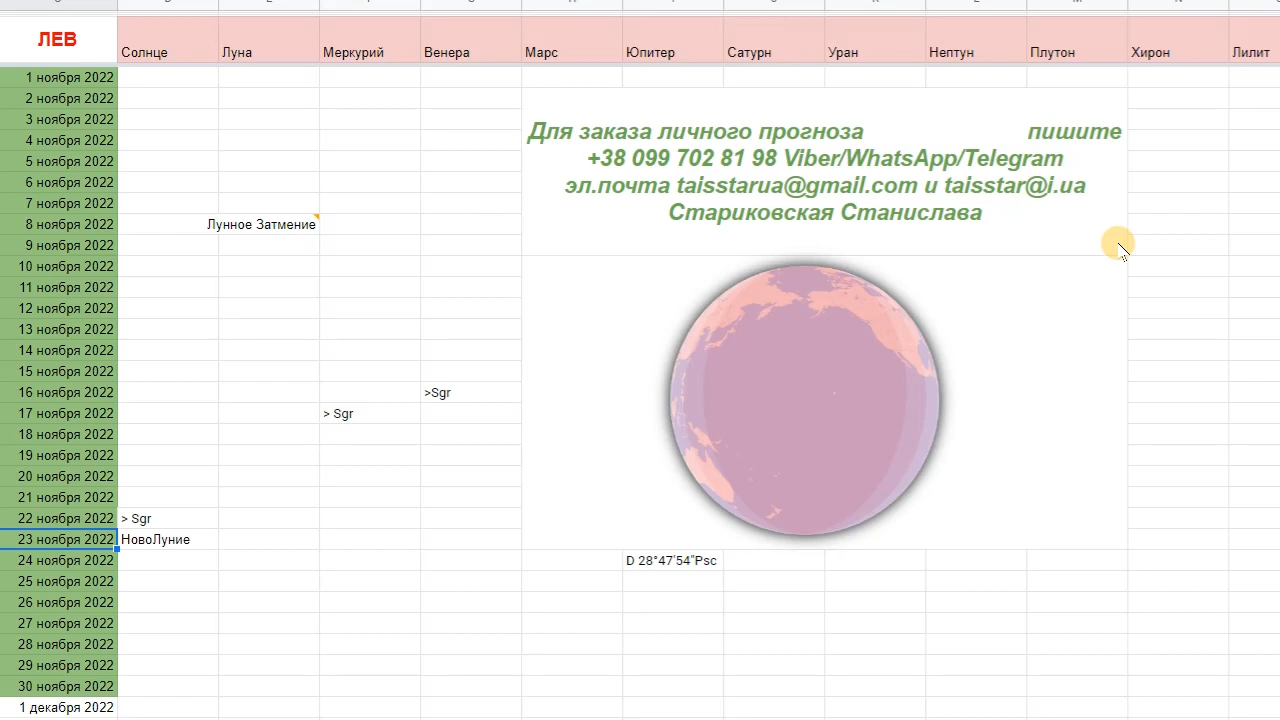 ЛЕВ
Солнце Луна Меркурий Венера Марс Юпитер Сатурн Уран Нептун Плутон Хирон Лилит
1 ноября 2022
2 ноября 2022
3 ноября 2022
4 ноября 2022
5 ноября 2022
6 ноября 2022
7 ноября 2022
8 ноября 2022 Лунное Затмение
9 ноября 2022
10 ноября 2022
11 ноября 2022
12 ноября 2022
13 ноября 2022
14 ноября 2022
15 ноября 2022
16 ноября 2022 >Sgr
17 ноября 2022 > Sgr
18 ноября 2022
19 ноября 2022
20 ноября 2022
21 ноября 2022
22 ноября 2022 > Sgr
23 ноября 2022 НовоЛуние
24 ноября 2022 D 28°47'54"Psc
25 ноября 2022
26 ноября 2022
27 ноября 2022
28 ноября 2022
29 ноября 2022
30 ноября 2022
1 декабря 2022
Для заказа личного прогноза пишите
+38 099 702 81 98 Viber/WhatsApp/Telegram
эл.почта taisstarua@gmail.com и taisstar@i.ua
Стариковская Станислава